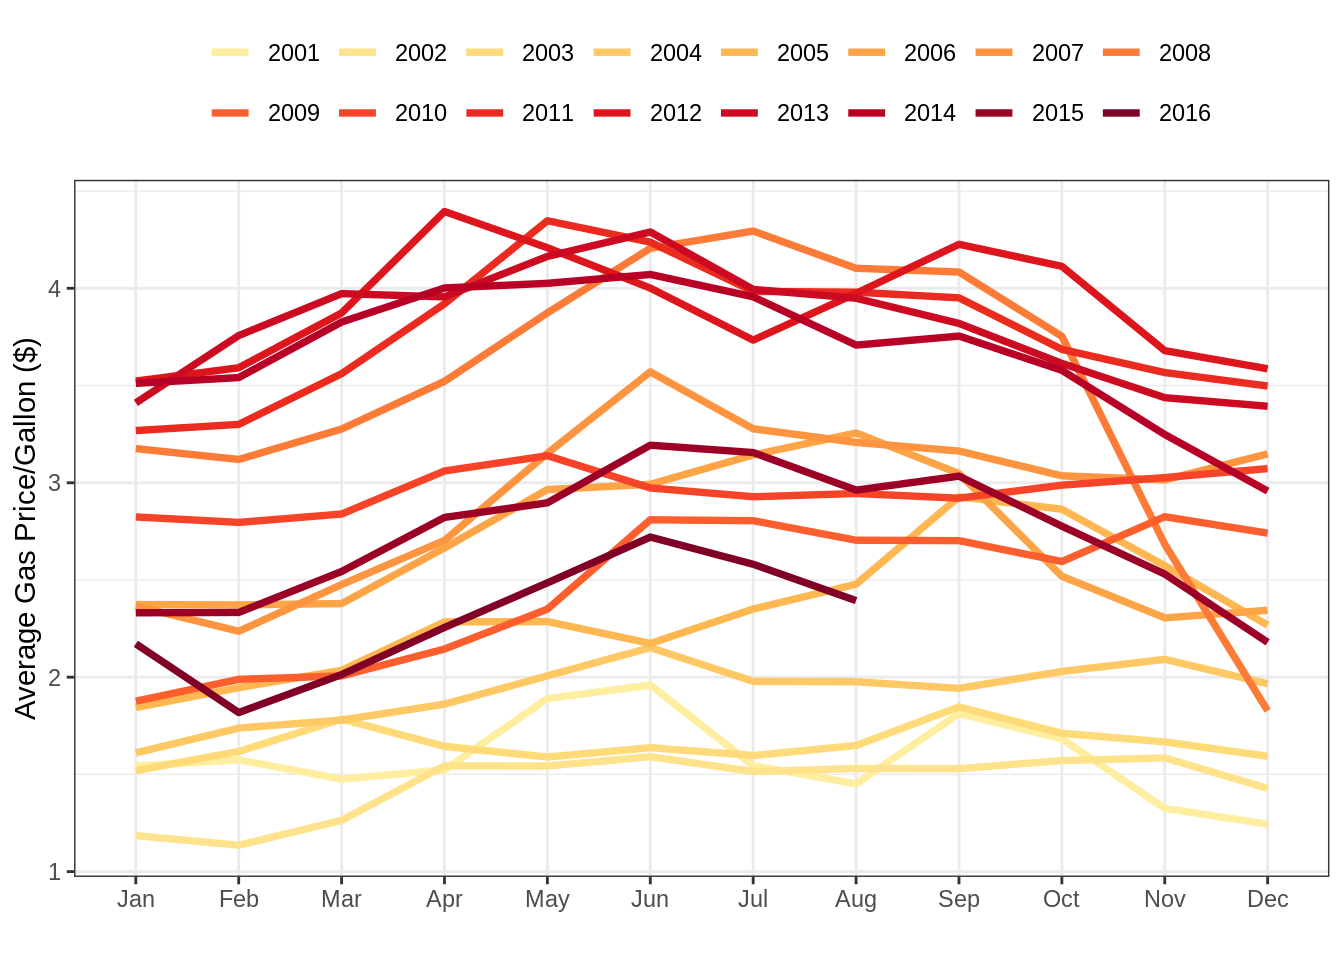 2001 2002 2003 2004 2005 2006 2007 2008
2009 2010 2011 2012 2013 2014 2015 2016
Average Gas Price/Gallon ($)
4
3
2
1
Jan Feb Mar Apr May Jun Jul Aug Sep Oct Nov Dec